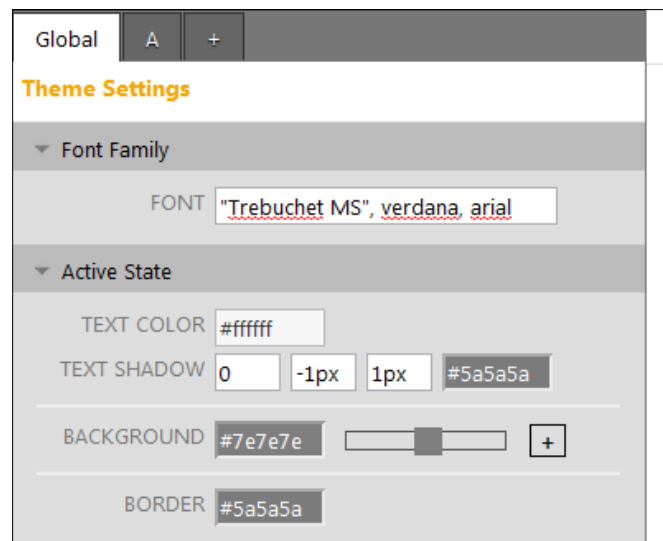 Global A +
Theme Settings
Font Family
FONT "Trebuchet MS", verdana, arial
Active State
TEXT COLOR #ffffff
TEXT SHADOW 0 -1px 1px #5a5a5a
BACKGROUND #7e7e7e +
BORDER #5a5a5a